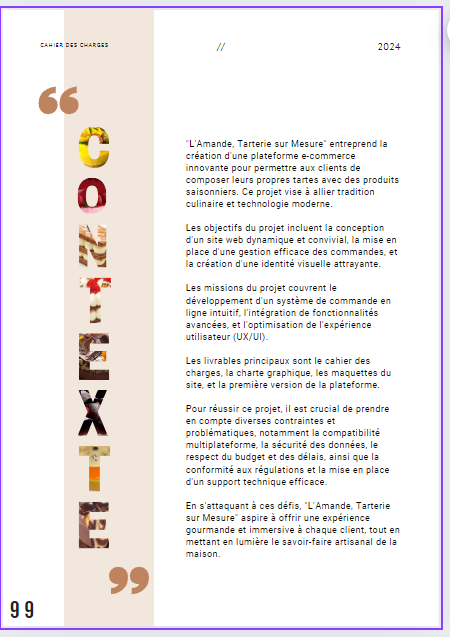 CAHIER DES CHARGES // 2024
“
CONTEXTE
"L'Amande, Tarterie sur Mesure" entreprend la
création d'une plateforme e-commerce
innovante pour permettre aux clients de
composer leurs propres tartes avec des produits
saisonniers. Ce projet vise à allier tradition
culinaire et technologie moderne.
Les objectifs du projet incluent la conception
d'un site web dynamique et convivial, la mise en
place d'une gestion efficace des commandes, et
la création d'une identité visuelle attrayante.
Les missions du projet couvrent le
développement d'un système de commande en
ligne intuitif, l'intégration de fonctionnalités
avancées, et l'optimisation de l'expérience
utilisateur (UX/UI).
Les livrables principaux sont le cahier des
charges, la charte graphique, les maquettes du
site, et la première version de la plateforme.
Pour réussir ce projet, il est crucial de prendre
en compte diverses contraintes et
problématiques, notamment la compatibilité
multiplateforme, la sécurité des données, le
respect du budget et des délais, ainsi que la
conformité aux régulations et la mise en place
d'un support technique efficace.
En s'attaquant à ces défis, "L'Amande, Tarterie
sur Mesure" aspire à offrir une expérience
gourmande et immersive à chaque client, tout en
mettant en lumière le savoir-faire artisanal de la
maison.
”
99